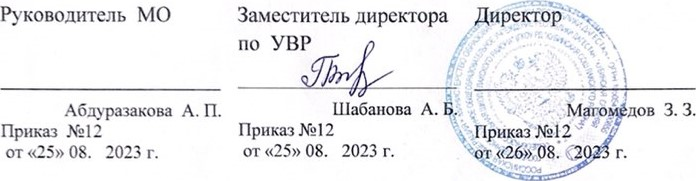 Руководитель МО
Абдуразакова А. П.
Приказ №12
от «25» 08. 2023 г.
Заместитель директора
по УВР
Шабанова А. Б.
Приказ №12
от «25» 08. 2023 г.
Директор
Магомедов З. З.
Приказ №12
от «26» 08. 2023 г.